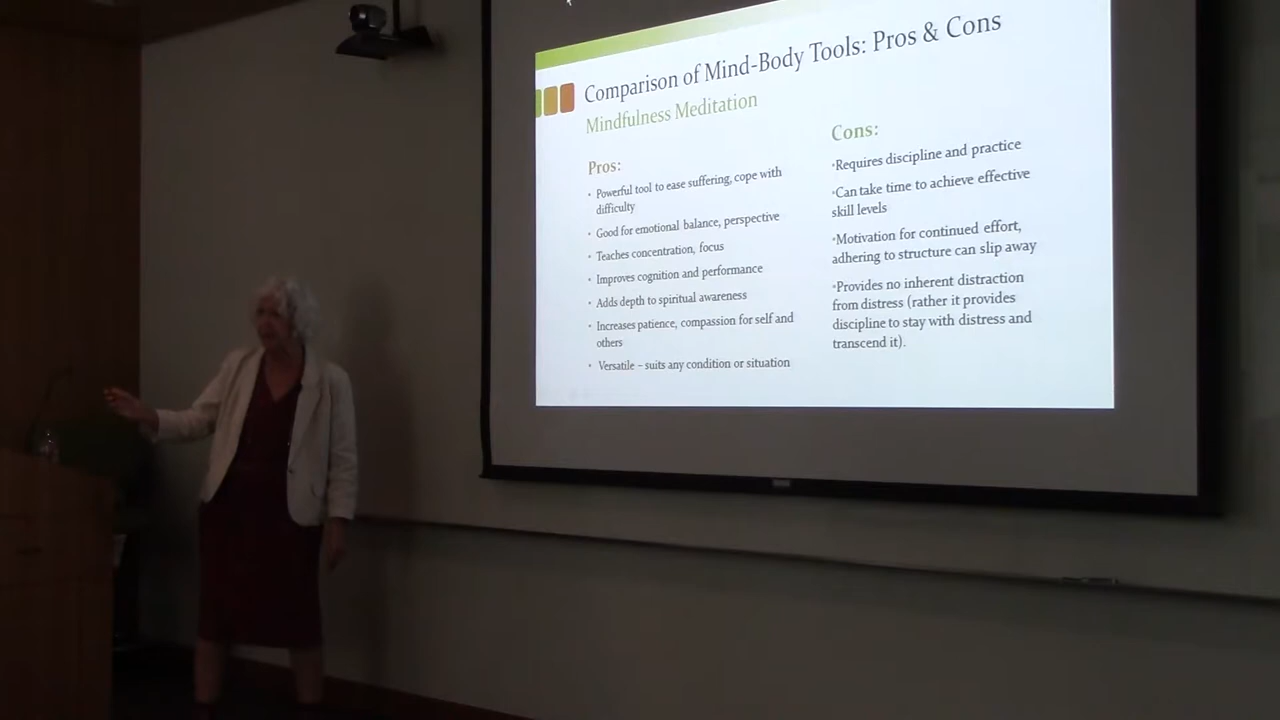 Comparison of Mind-Body Tools: Pros & Cons
Mindfulness Meditation
Pros:
• Powerful tool to ease suffering, cope with
difficulty
• Good for emotional balance, perspective
• Teaches concentration, focus
• Improves cognition and performance
• Adds depth to spiritual awareness
• Increases patience, compassion for self and
others
• Versatile – suits any condition or situation
Cons:
•Requires discipline and practice
•Can take time to achieve effective
skill levels
•Motivation for continued effort,
adhering to structure can slip away
•Provides no inherent distraction
from distress (rather it provides
discipline to stay with distress and
transcend it).